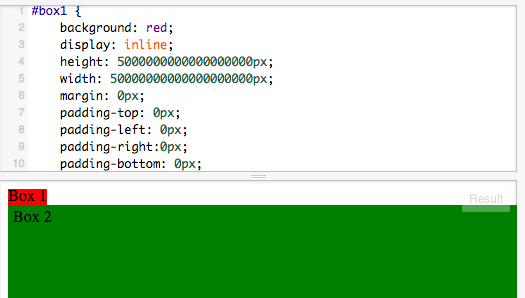 1 #box1 {
2 background: red;
3 display: inline;
4 height: 5000000000000000000px;
5 width: 50000000000000000000px;
6 margin: 0px;
7 padding-top: 0px;
8 padding-left: 0px;
9 padding-right:0px;
10 padding-bottom: 0px;
Box 1
Result
Box 2